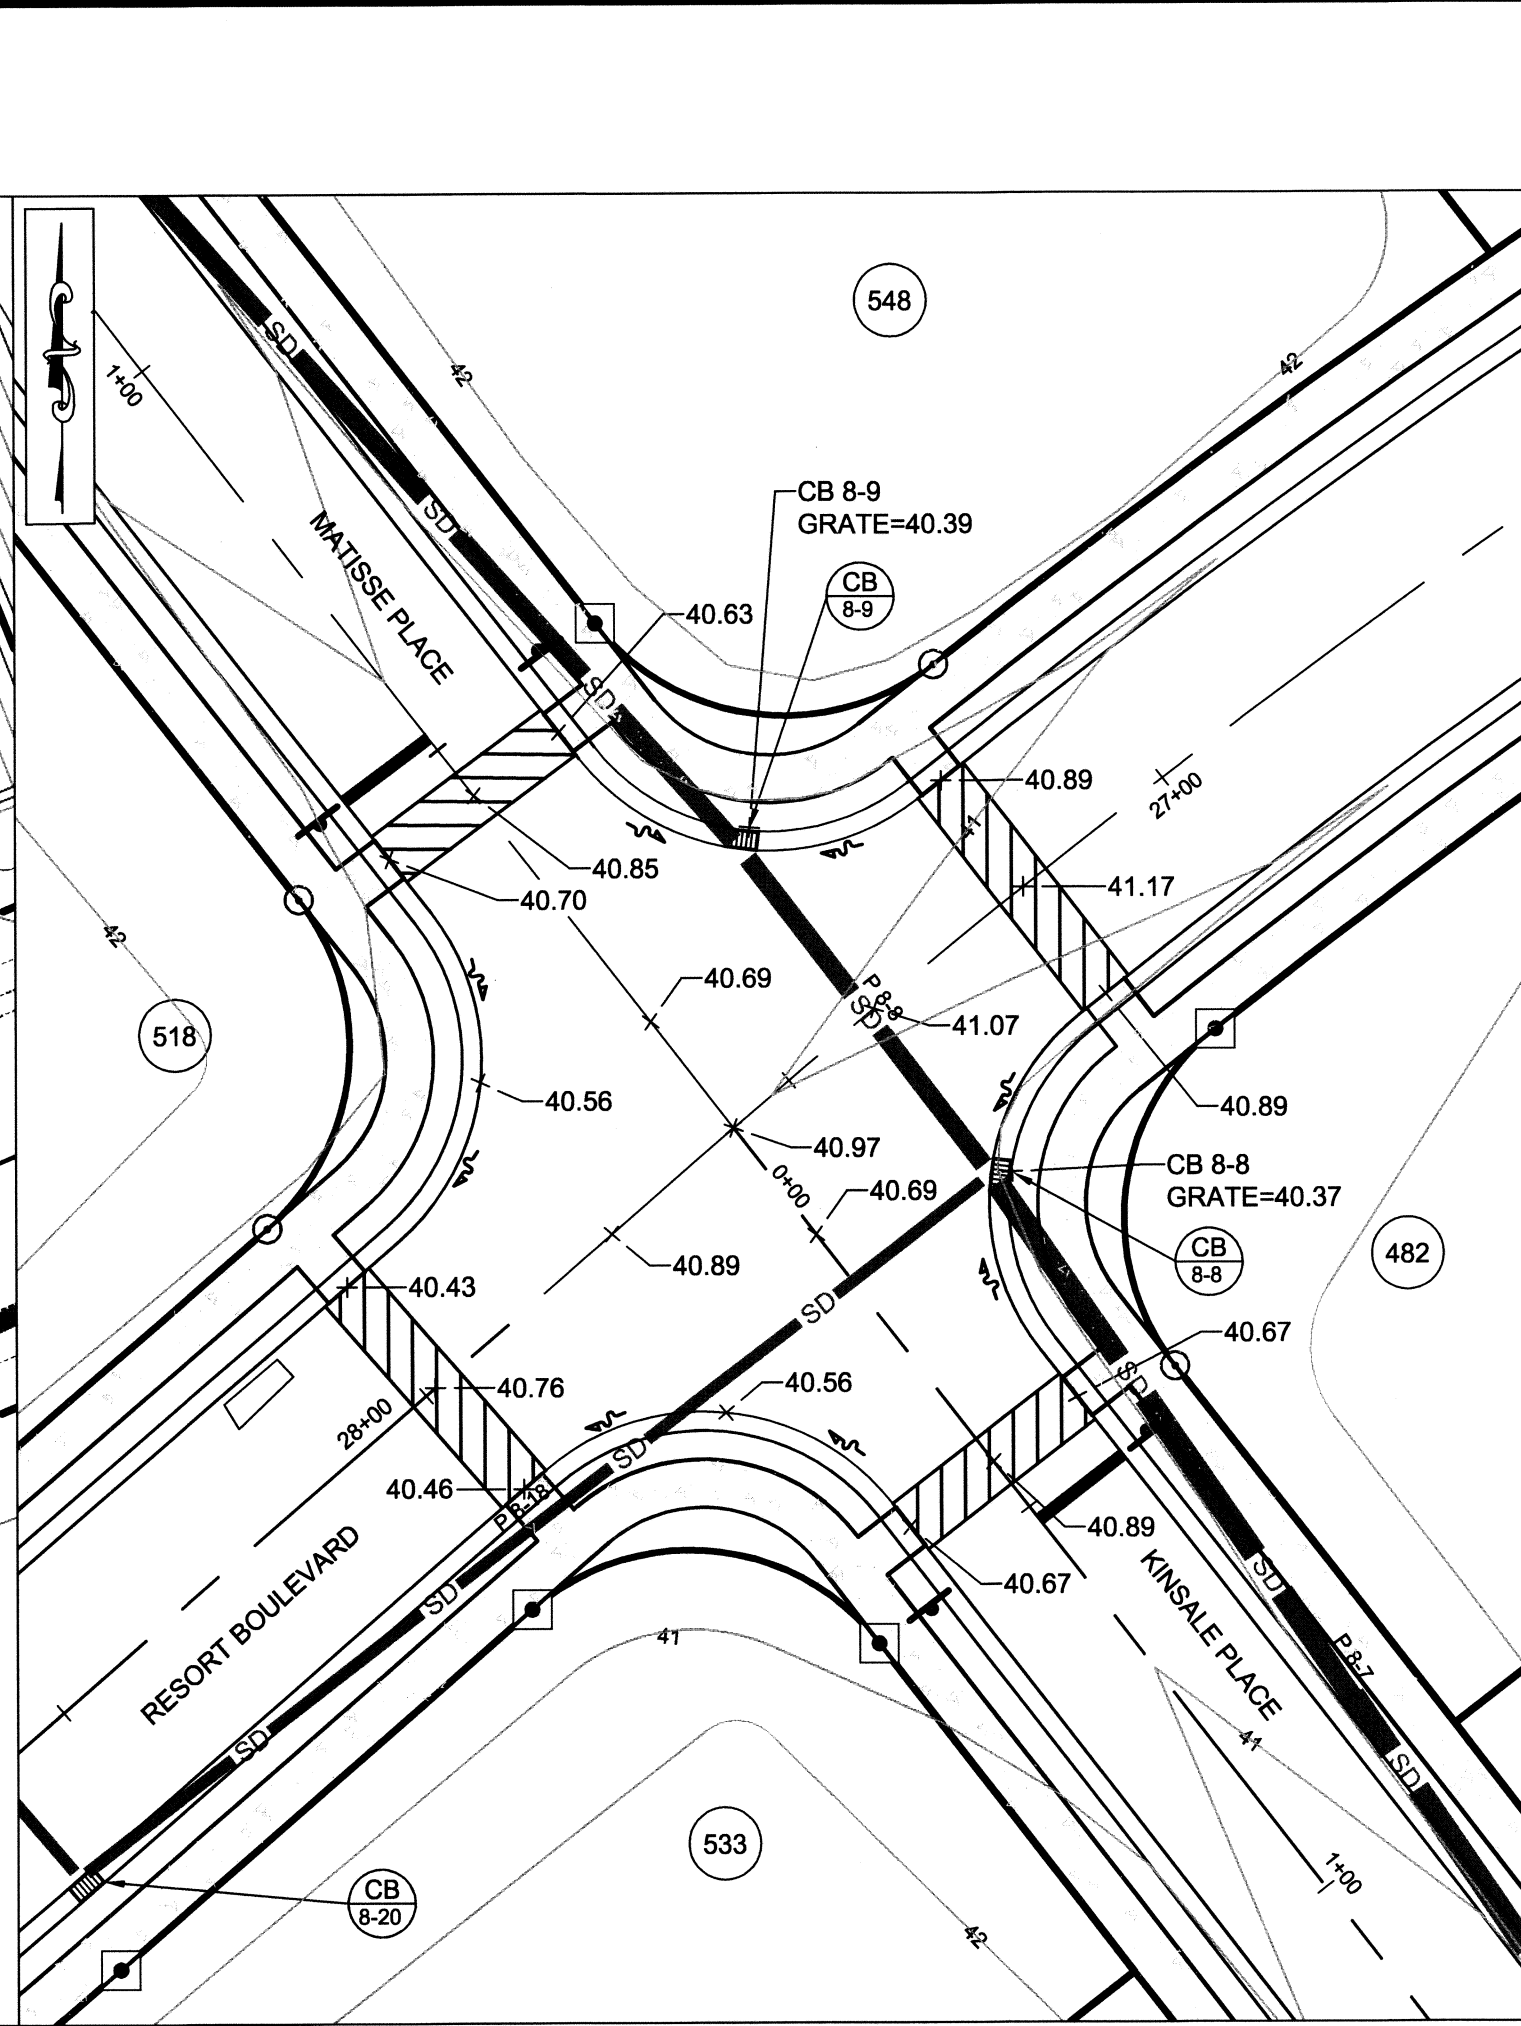 548
42
42
1+00
SD
SD
MATISSE PLACE
CB 8-9
GRATE=40.39
CB
8-9
40.63
SD
40.89
27+00
41
40.85
40.70
41.17
42
518
40.69
P 8-8
SD
41.07
40.56
40.89
40.97
0+00
CB 8-8
GRATE=40.37
40.69
CB
8-8
482
40.89
40.43
SD
40.67
40.76
40.56
SD
28+00
SD
40.46
P 8-18
40.89
40.67
KINSALE PLACE
SD
RESORT BOULEVARD
SD
41
P 8-7
41
SD
SD
533
1+00
CB
8-20
42